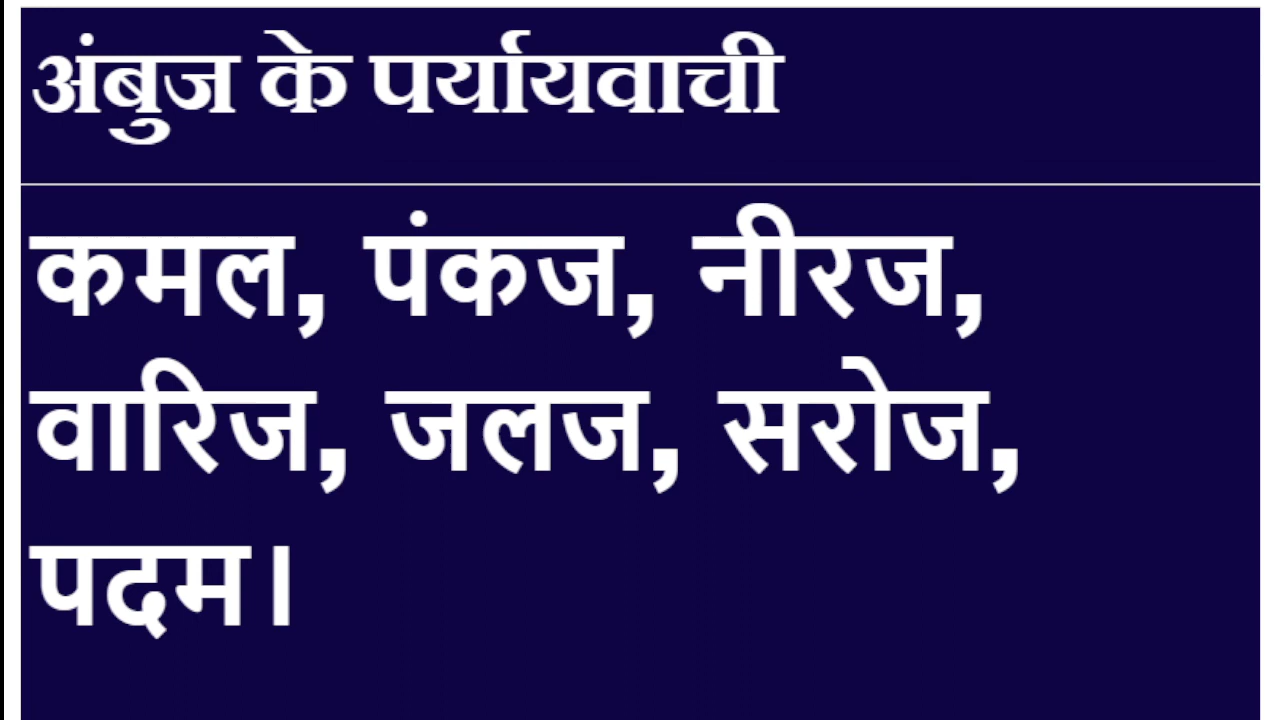 अंबुज के पर्यायवाची
कमल, पंकज, नीरज,
वारिज, जलज, सरोज,
पदम।